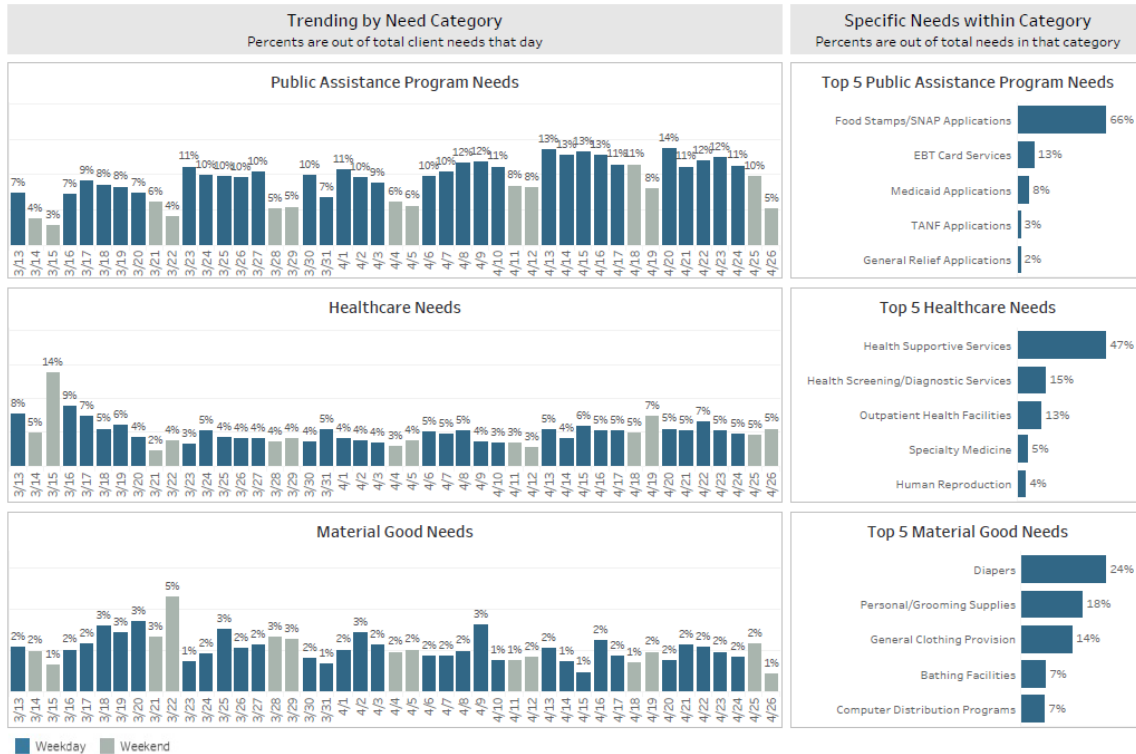 Trending by Need Category
Percents are out of total client needs that day
Specific Needs within Category
Percents are out of total needs in that category
Public Assistance Program Needs
7% 4% 3% 7% 9% 8% 8% 7% 6% 4% 11% 10% 10% 10% 10% 5% 5% 10% 7% 11% 10% 9% 6% 6% 10% 10% 12% 12% 11% 8% 8% 13% 13% 13% 13% 11% 11% 8% 14% 11% 12% 12% 11% 10% 5%
3/13 3/14 3/15 3/16 3/17 3/18 3/19 3/20 3/21 3/22 3/23 3/24 3/25 3/26 3/27 3/28 3/29 3/30 3/31 4/1 4/2 4/3 4/4 4/5 4/6 4/7 4/8 4/9 4/10 4/11 4/12 4/13 4/14 4/15 4/16 4/17 4/18 4/19 4/20 4/21 4/22 4/23 4/24 4/25 4/26
Top 5 Public Assistance Program Needs
Food Stamps/SNAP Applications 66%
EBT Card Services 13%
Medicaid Applications 8%
TANF Applications 3%
General Relief Applications 2%
Healthcare Needs
8% 5% 14% 9% 7% 5% 6% 4% 2% 4% 3% 5% 4% 4% 4% 4% 4% 4% 5% 4% 4% 4% 3% 4% 5% 5% 5% 4% 3% 3% 3% 5% 4% 6% 5% 5% 5% 7% 5% 5% 7% 5% 5% 5% 5%
3/13 3/14 3/15 3/16 3/17 3/18 3/19 3/20 3/21 3/22 3/23 3/24 3/25 3/26 3/27 3/28 3/29 3/30 3/31 4/1 4/2 4/3 4/4 4/5 4/6 4/7 4/8 4/9 4/10 4/11 4/12 4/13 4/14 4/15 4/16 4/17 4/18 4/19 4/20 4/21 4/22 4/23 4/24 4/25 4/26
Top 5 Healthcare Needs
Health Supportive Services 47%
Health Screening/Diagnostic Services 15%
Outpatient Health Facilities 13%
Specialty Medicine 5%
Human Reproduction 4%
Material Good Needs
2% 2% 1% 2% 2% 3% 3% 3% 3% 5% 1% 2% 3% 2% 2% 3% 3% 2% 1% 2% 3% 2% 2% 2% 2% 2% 2% 3% 1% 1% 2% 2% 1% 1% 2% 2% 1% 2% 2% 2% 2% 2% 2% 2% 1%
3/13 3/14 3/15 3/16 3/17 3/18 3/19 3/20 3/21 3/22 3/23 3/24 3/25 3/26 3/27 3/28 3/29 3/30 3/31 4/1 4/2 4/3 4/4 4/5 4/6 4/7 4/8 4/9 4/10 4/11 4/12 4/13 4/14 4/15 4/16 4/17 4/18 4/19 4/20 4/21 4/22 4/23 4/24 4/25 4/26
Top 5 Material Good Needs
Diapers 24%
Personal/Grooming Supplies 18%
General Clothing Provision 14%
Bathing Facilities 7%
Computer Distribution Programs 7%
Weekday Weekend